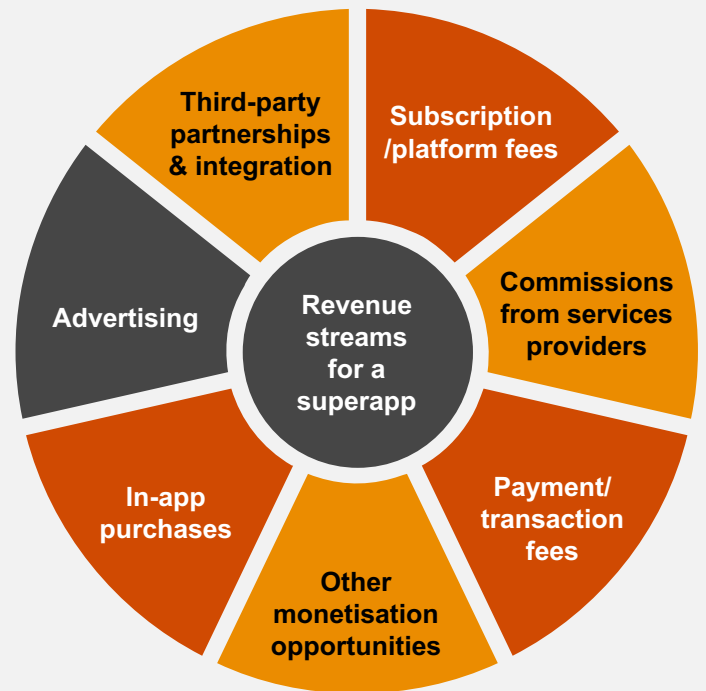 Third-party
partnerships
& integration
Subscription
/platform fees
Commissions
from services
providers
Payment/
transaction
fees
Other
monetisation
opportunities
In-app
purchases
Advertising
Revenue
streams
for a
superapp